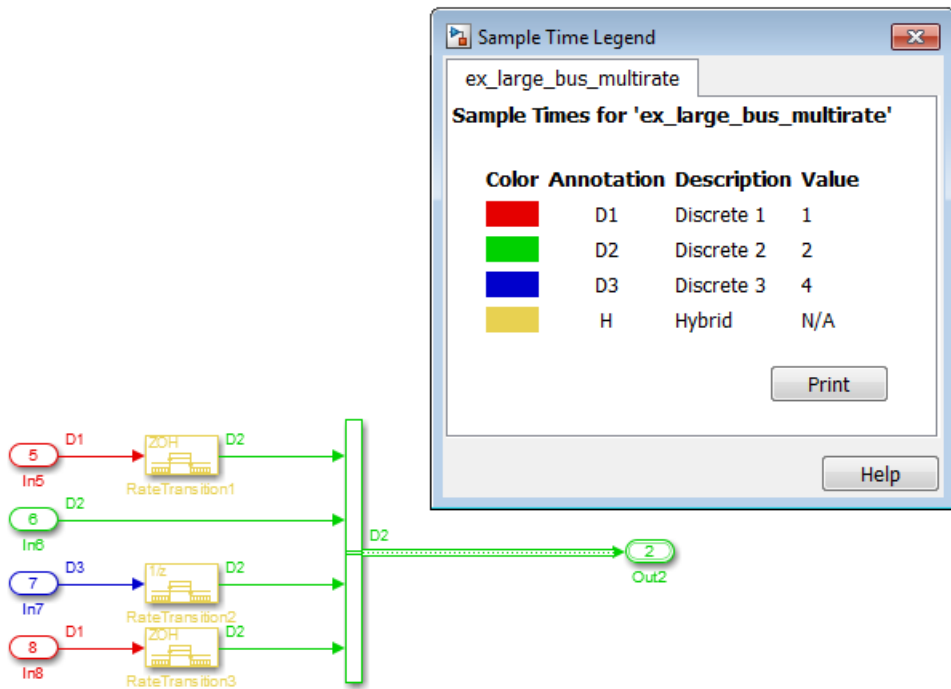 Sample Time Legend
ex_large_bus_multirate
Sample Times for 'ex_large_bus_multirate'
Color Annotation Description Value
D1 Discrete 1 1
D2 Discrete 2 2
D3 Discrete 3 4
H Hybrid N/A
Print
Help
D1 ZOH D2
5
In5 RateTransition1
D2
6
In6
D2
2
Out2
D3 1/z D2
7
In7 RateTransition2
D1 ZOH D2
8
In8 RateTransition3